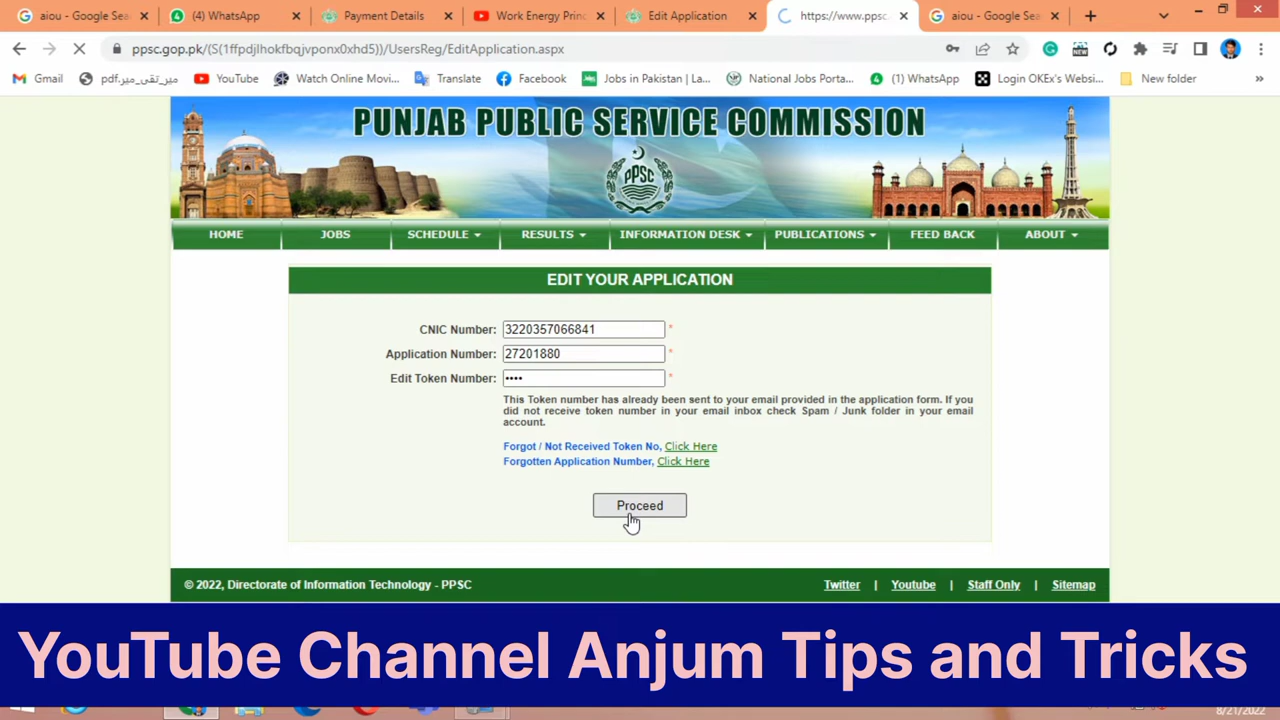 aiou - Google Sea
(4) WhatsApp
Payment Details
Work Energy Princ
Edit Application
https://www.ppsc.
aiou - Google Sea
ppsc.gop.pk/(S(1ffpdjlhokfbqjvponx0xhd5))/UsersReg/EditApplication.aspx
Gmail
میر_تقی_میر.pdf
YouTube
Watch Online Movi...
Translate
Facebook
Jobs in Pakistan | La...
National Jobs Porta...
(1) WhatsApp
Login OKEx's Websi...
New folder
PUNJAB PUBLIC SERVICE COMMISSION
PPSC
HOME JOBS SCHEDULE RESULTS INFORMATION DESK PUBLICATIONS FEED BACK ABOUT
EDIT YOUR APPLICATION
CNIC Number: 3220357066841 *
Application Number: 27201880 *
Edit Token Number: •••• *
This Token number has already been sent to your email provided in the application form. If you
did not receive token number in your email inbox check Spam / Junk folder in your email
account.
Forgot / Not Received Token No, Click Here
Forgotten Application Number, Click Here
Proceed
© 2022, Directorate of Information Technology - PPSC
Twitter | Youtube | Staff Only | Sitemap
YouTube Channel Anjum Tips and Tricks
8/21/2022